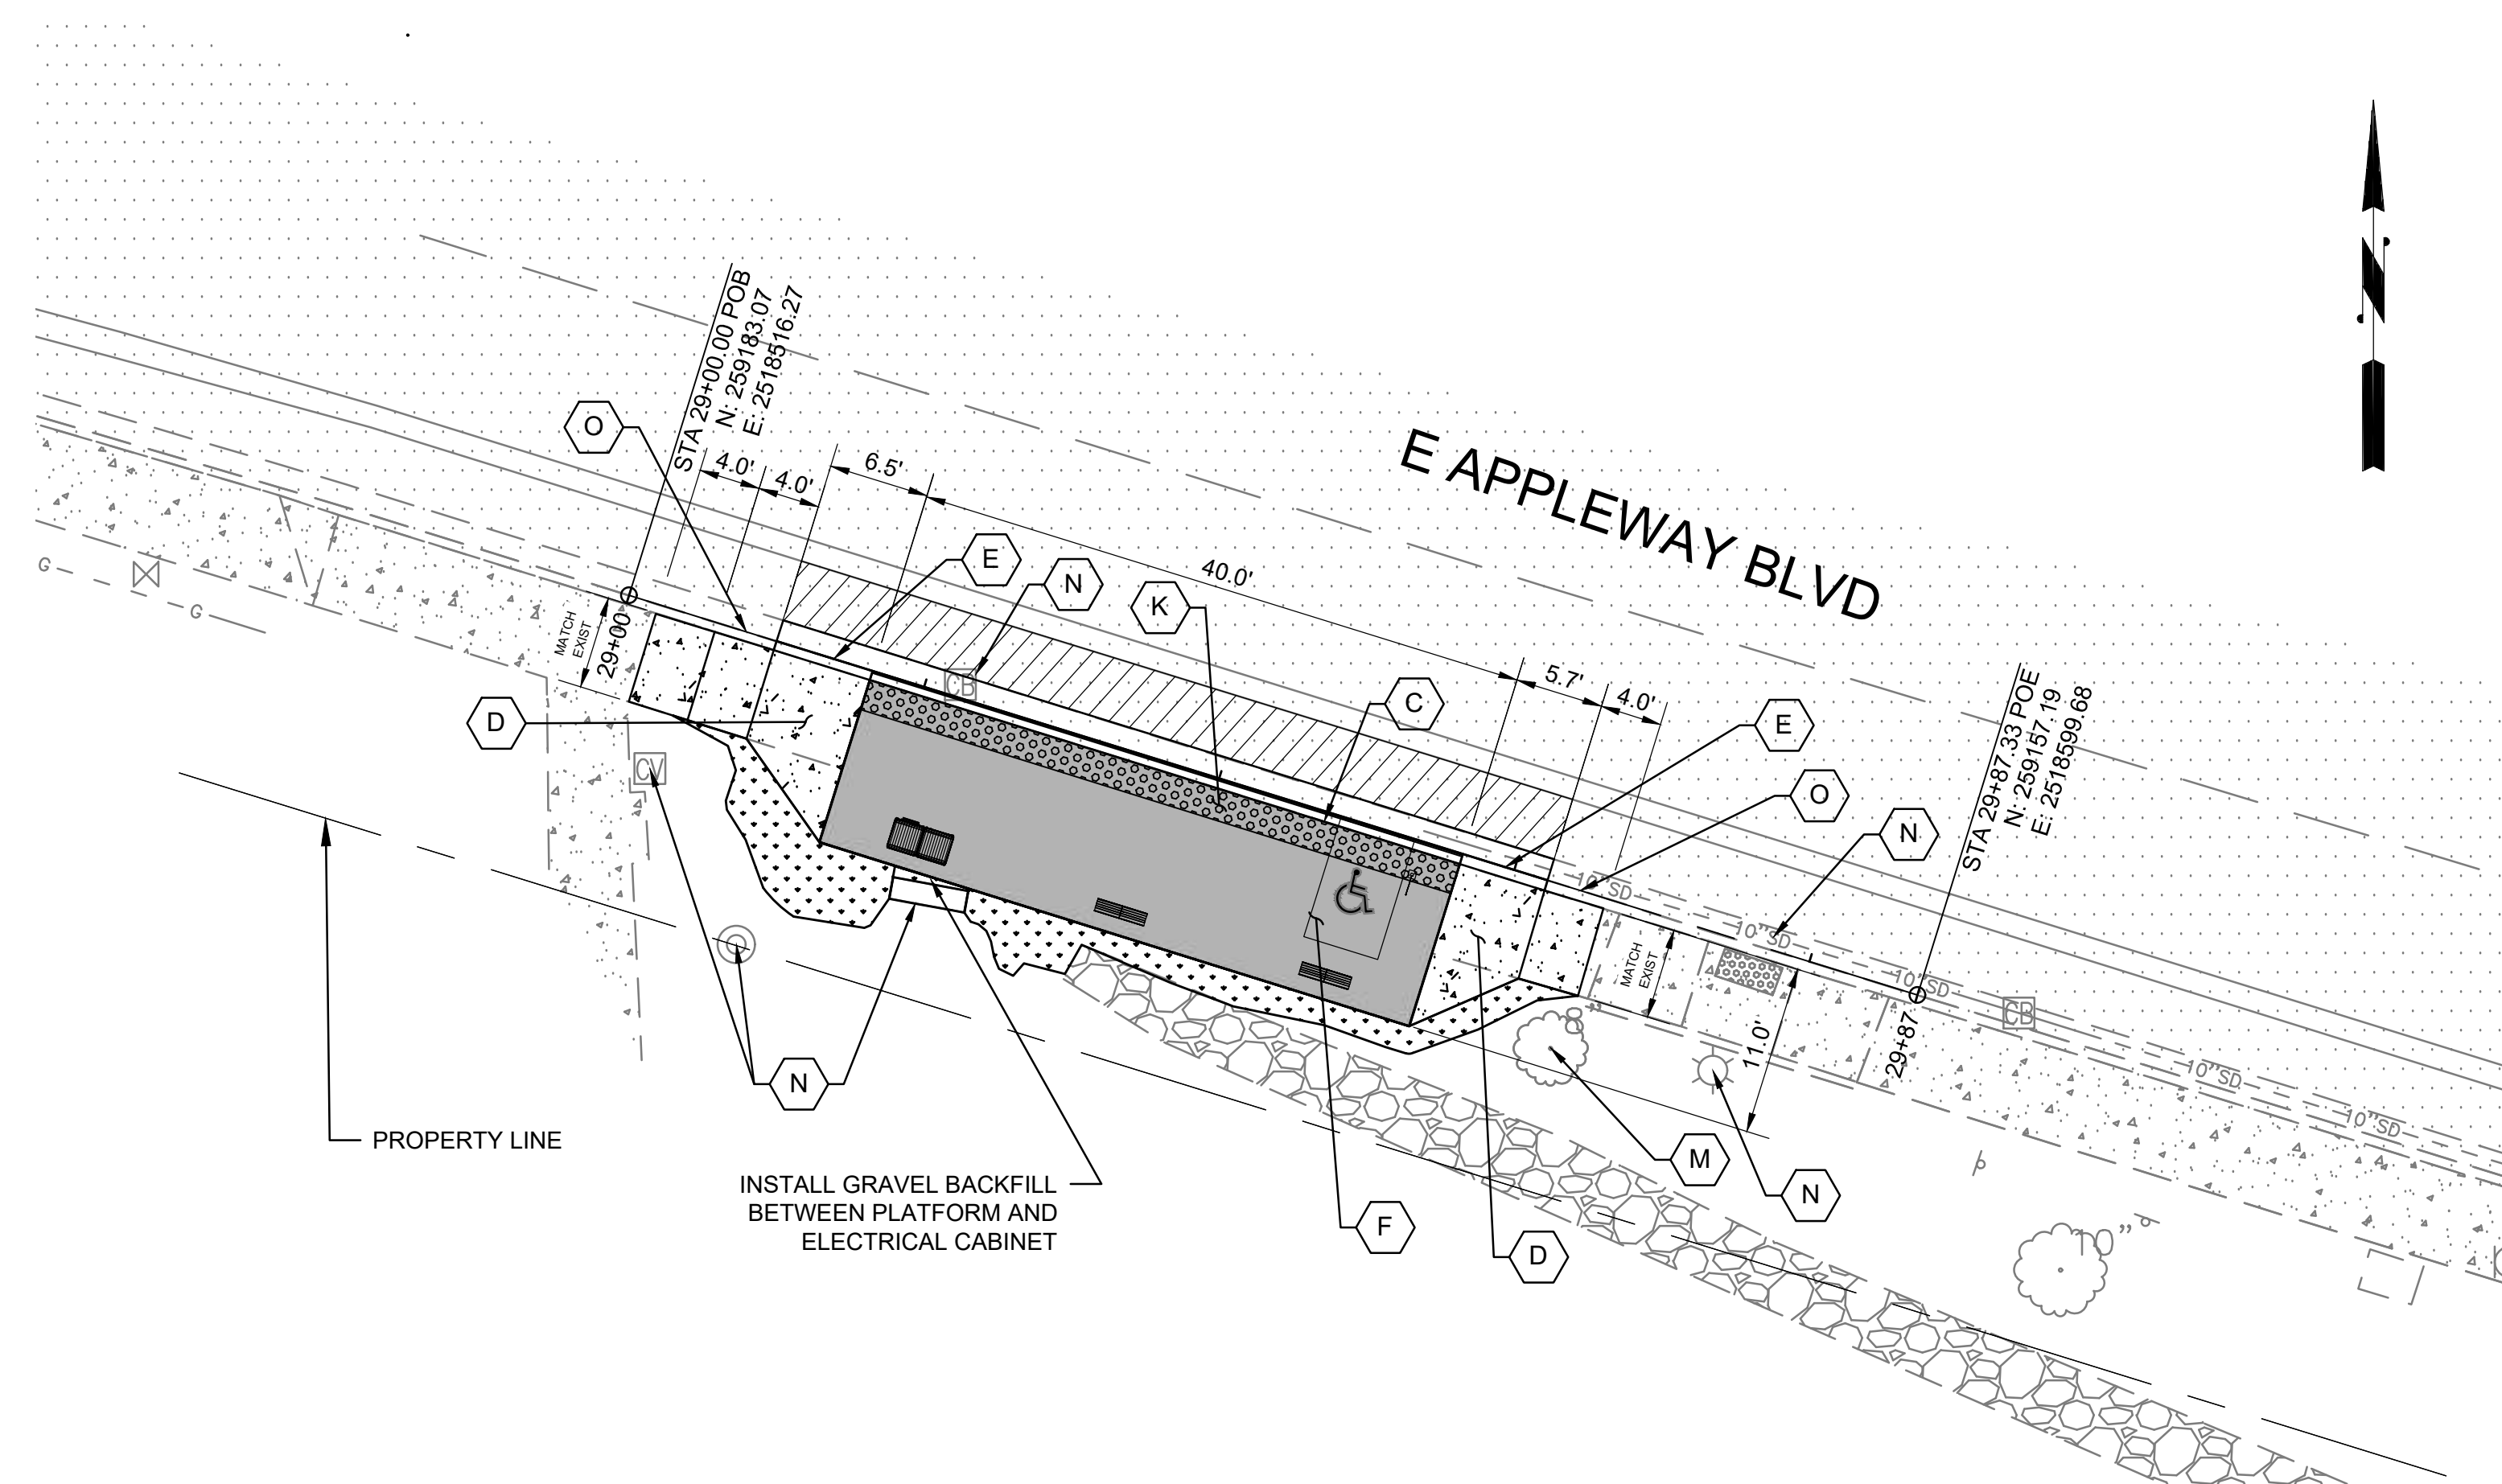 STA 29+00.00 POB
N: 259183.07
E: 2518516.27
O
4.0'
4.0'
6.5'
40.0'
5.7'
4.0'
E APPLEWAY BLVD
N
E
N
K
C
E
O
N
STA 29+87.33 POE
N: 259157.19
E: 2518599.68
G
G
MATCH
EXIST
29+00
D
CB
CV
10"SD
10"SD
10"SD
10"SD
10"SD
CB
MATCH
EXIST
8"
11.0'
29+87
N
M
N
F
D
10"
PROPERTY LINE
INSTALL GRAVEL BACKFILL
BETWEEN PLATFORM AND
ELECTRICAL CABINET